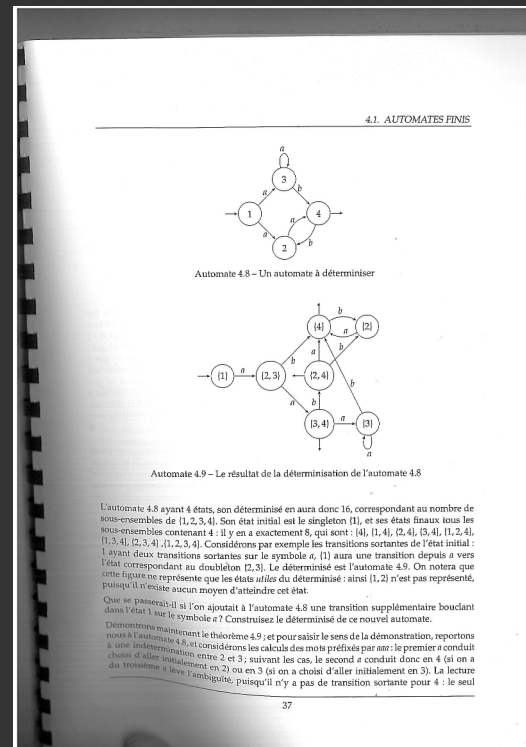 4.1. AUTOMATES FINIS
a
3
a
b
1
4
a
a
b
2
Automate 4.8 – Un automate à déterminiser
b
{4}
{2}
a
b
a
b
{1}
a
{2, 3}
{2, 4}
b
a
b
{3, 4}
a
{3}
a
Automate 4.9 – Le résultat de la déterminisation de l'automate 4.8
L'automate 4.8 ayant 4 états, son déterminisé en aura donc 16, correspondant au nombre de
sous-ensembles de {1, 2, 3, 4}. Son état initial est le singleton {1}, et ses états finaux tous les
sous-ensembles contenant 4 : il y en a exactement 8, qui sont : {4}, {1, 4}, {2, 4}, {3, 4}, {1, 2, 4},
{1, 3, 4}, {2, 3, 4} ,{1, 2, 3, 4}. Considérons par exemple les transitions sortantes de l'état initial :
1 ayant deux transitions sortantes sur le symbole a, {1} aura une transition depuis a vers
l'état correspondant au doubleton {2, 3}. Le déterminisé est l'automate 4.9. On notera que
cette figure ne représente que les états utiles du déterminisé : ainsi {1, 2} n'est pas représenté,
puisqu'il n'existe aucun moyen d'atteindre cet état.
Que se passerait-il si l'on ajoutait à l'automate 4.8 une transition supplémentaire bouclant
dans l'état 1 sur le symbole a ? Construisez le déterminisé de ce nouvel automate.
Démontrons maintenant le théorème 4.9 ; et pour saisir le sens de la démonstration, reportons
nous à l'automate 4.8, et considérons les calculs des mots préfixés par aaa : le premier a conduit
à une indétermination entre 2 et 3 ; suivant les cas, le second a conduit donc en 4 (si on a
choisi d'aller initialement en 2) ou en 3 (si on a choisi d'aller initialement en 3). La lecture
du troisième a lève l'ambiguïté, puisqu'il n'y a pas de transition sortante pour 4 : le seul
37